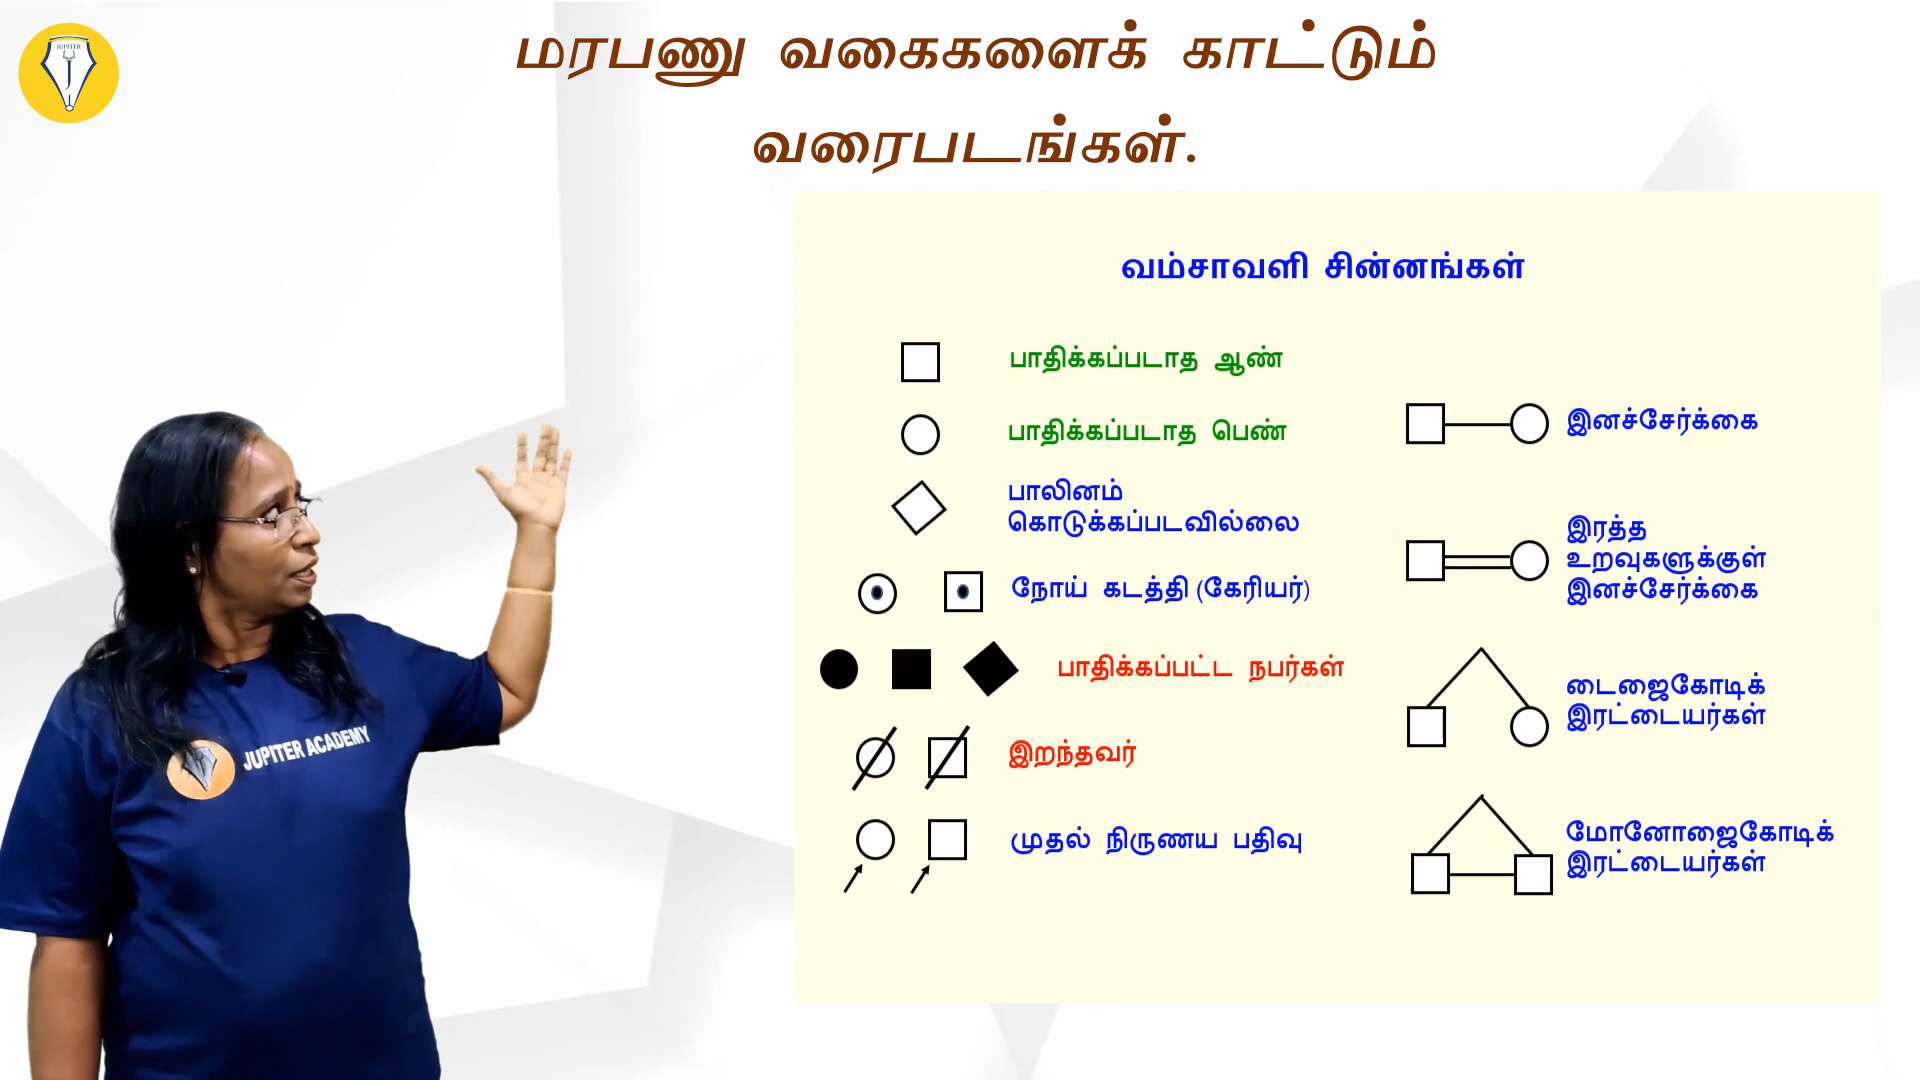 JUPITER
மரபணு வகைகளைக் காட்டும்
வரைபடங்கள்.
வம்சாவளி சின்னங்கள்
பாதிக்கப்படாத ஆண்
பாதிக்கப்படாத பெண்
பாலினம்
கொடுக்கப்படவில்லை
நோய் கடத்தி (கேரியர்)
பாதிக்கப்பட்ட நபர்கள்
இறந்தவர்
முதல் நிருணய பதிவு
இனச்சேர்க்கை
இரத்த
உறவுகளுக்குள்
இனச்சேர்க்கை
டைஜைகோடிக்
இரட்டையர்கள்
மோனோஜைகோடிக்
இரட்டையர்கள்
JUPITER ACADEMY